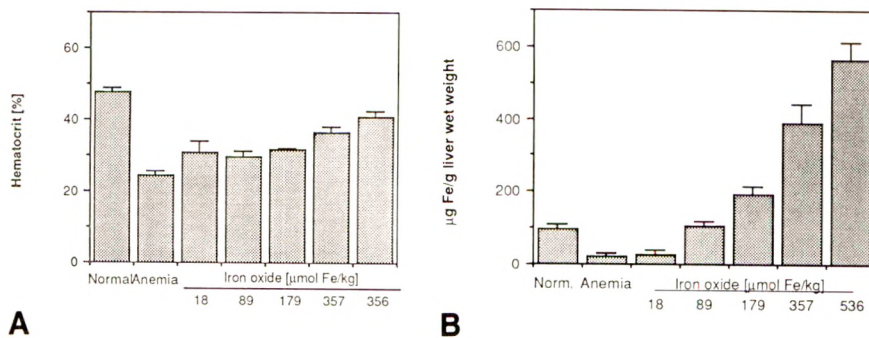 60
40
20
0
Hematocrit [%]
Normal Anemia Iron oxide [µmol Fe/kg]
18 89 179 357 356
A
600
400
200
0
µg Fe/g liver wet weight
Norm. Anemia Iron oxide [µmol Fe/kg]
18 89 179 357 536
B